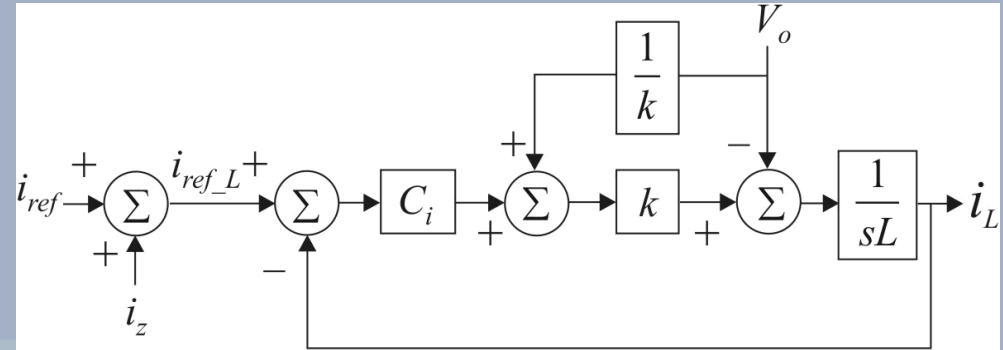 V_o
1
k
+
−
+
i_ref
+
i_z
Σ
i_ref_L
+
−
Σ
C_i
+
Σ
k
+
Σ
1
sL
i_L